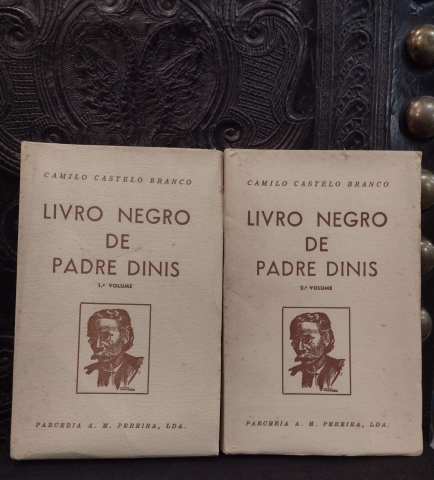 CAMILO CASTELO BRANCO
LIVRO NEGRO
DE
PADRE DINIS
1.º VOLUME
PARCERIA A. M. PEREIRA, LDA.
CAMILO CASTELO BRANCO
LIVRO NEGRO
DE
PADRE DINIS
2.º VOLUME
PARCERIA A. M. PEREIRA, LDA.